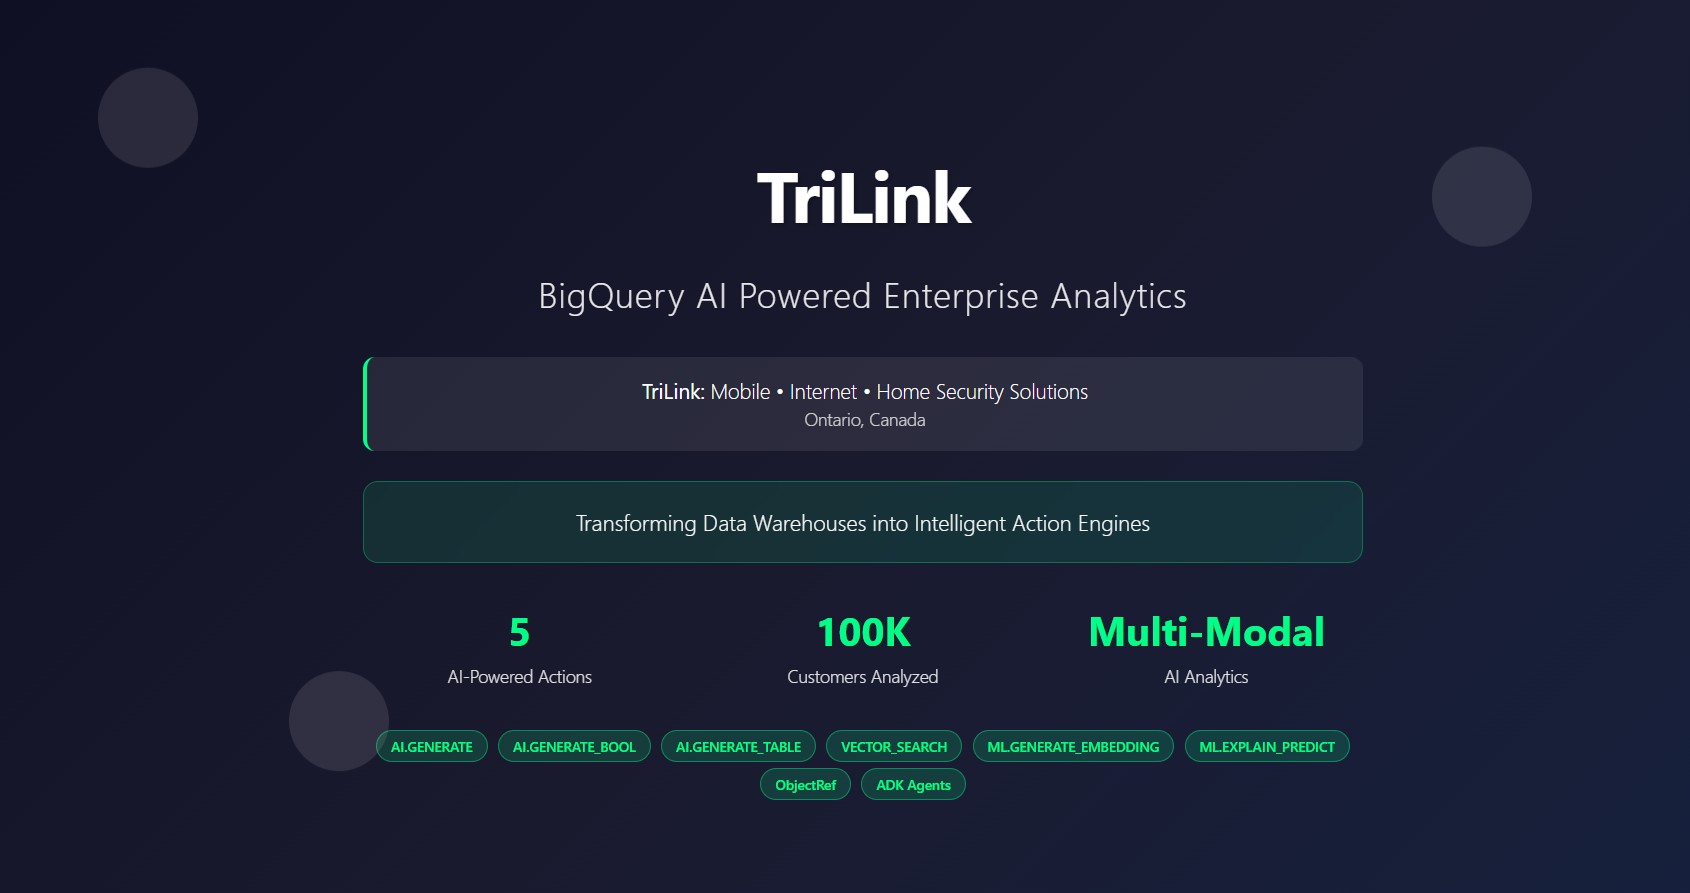 TriLink
BigQuery AI Powered Enterprise Analytics
TriLink: Mobile • Internet • Home Security Solutions
Ontario, Canada
Transforming Data Warehouses into Intelligent Action Engines
5 100K Multi-Modal
AI-Powered Actions Customers Analyzed AI Analytics
AI.GENERATE AI.GENERATE_BOOL AI.GENERATE_TABLE VECTOR_SEARCH ML.GENERATE_EMBEDDING ML.EXPLAIN_PREDICT
ObjectRef ADK Agents